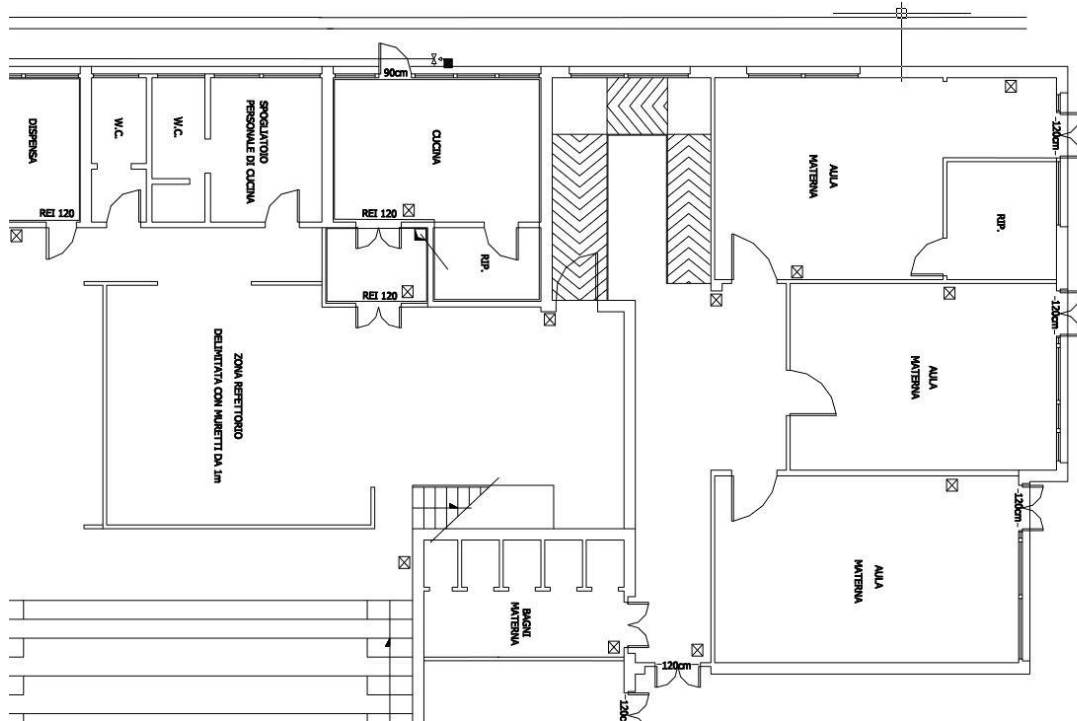 90cm
DISPENSA
W.C.
W.C.
SPOGLIATOIO
PERSONALE DI CUCINA
CUCINA
AULA
MATERNA
120cm
RIP.
REI 120
REI 120
RIP.
REI 120
120cm
ZONA REFETTORIO
DELIMITATA CON MURETTI DA 1m
AULA
MATERNA
120cm
AULA
MATERNA
BAGNI
MATERNA
120cm
120cm